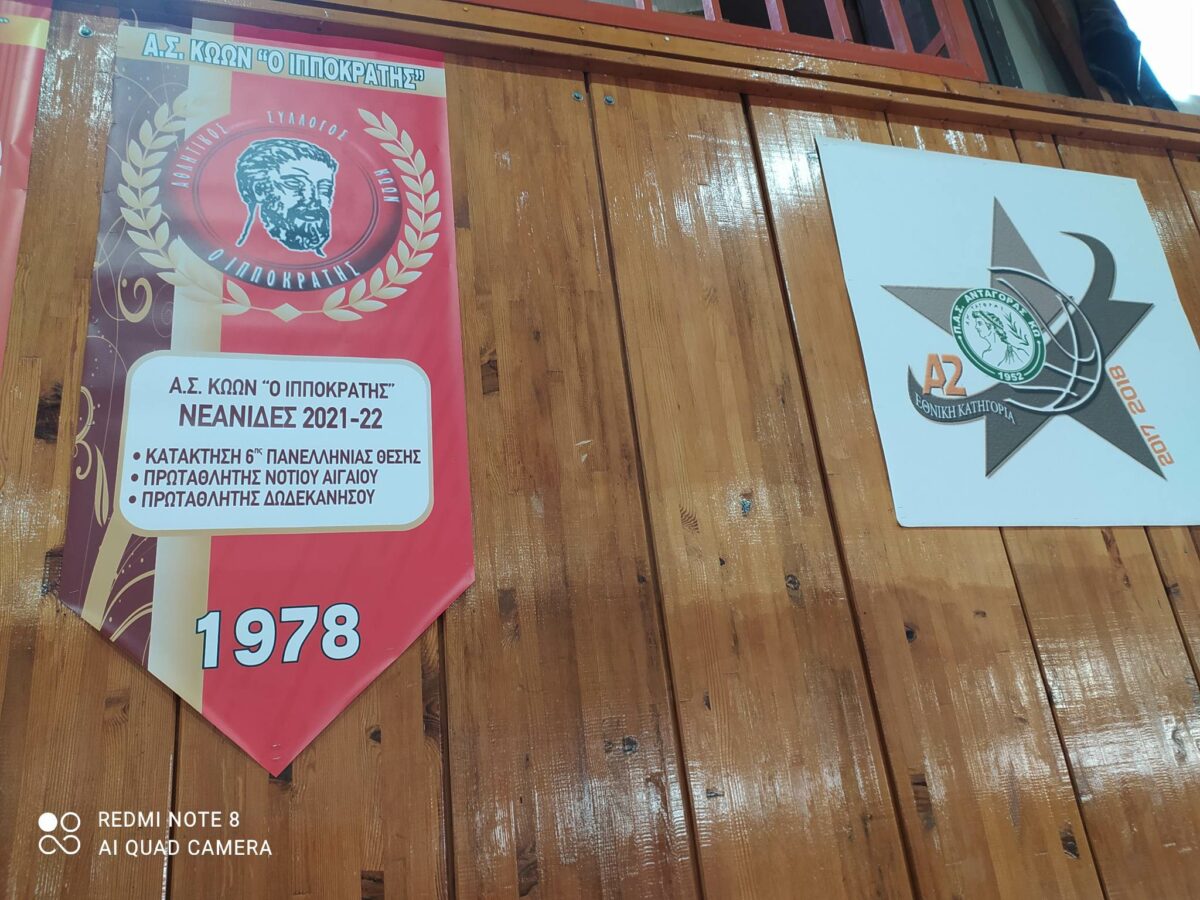 Α.Σ. ΚΩΩΝ "Ο ΙΠΠΟΚΡΑΤΗΣ"
ΑΘΛΗΤΙΚΟΣ ΣΥΛΛΟΓΟΣ ΚΩΩΝ
Ο ΙΠΠΟΚΡΑΤΗΣ
Α.Σ. ΚΩΩΝ "Ο ΙΠΠΟΚΡΑΤΗΣ"
ΝΕΑΝΙΔΕΣ 2021-22
• ΚΑΤΑΚΤΗΣΗ 6ης ΠΑΝΕΛΛΗΝΙΑΣ ΘΕΣΗΣ
• ΠΡΩΤΑΘΛΗΤΗΣ ΝΟΤΙΟΥ ΑΙΓΑΙΟΥ
• ΠΡΩΤΑΘΛΗΤΗΣ ΔΩΔΕΚΑΝΗΣΟΥ
1978
Π.Α.Σ. ΑΝΤΑΓΟΡΑΣ ΚΩ
1952
Α2
ΕΘΝΙΚΗ ΚΑΤΗΓΟΡΙΑ
2017 2018
REDMI NOTE 8
AI QUAD CAMERA